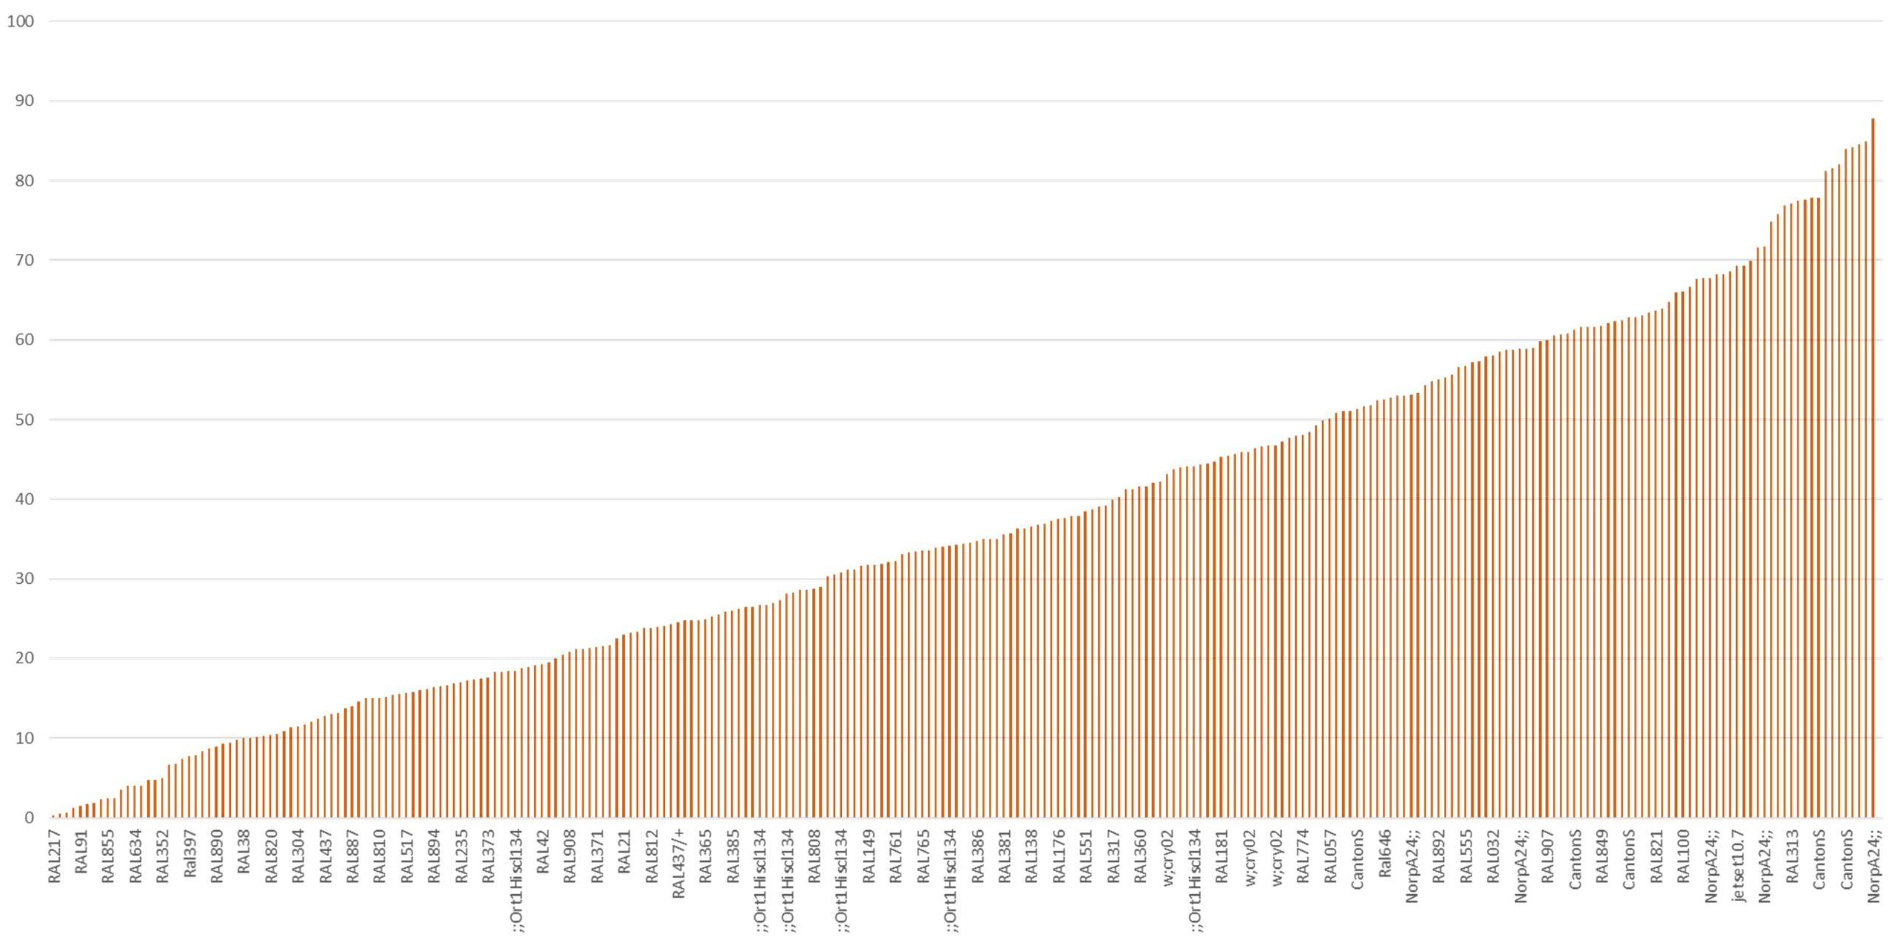 100
90
80
70
60
50
40
30
20
10
0
RAL217
RAL91
RAL855
RAL634
RAL352
Ral397
RAL890
RAL38
RAL820
RAL304
RAL437
RAL887
RAL810
RAL517
RAL894
RAL235
RAL373
;;Ort1Hiscl134
RAL42
RAL908
RAL371
RAL21
RAL812
RAL437/+
RAL365
RAL385
;;Ort1Hiscl134
;;Ort1Hiscl134
RAL808
;;Ort1Hiscl134
RAL149
RAL761
RAL765
;;Ort1Hiscl134
RAL386
RAL381
RAL138
RAL176
RAL551
RAL317
RAL360
w;cry02
;;Ort1Hiscl134
RAL181
w;cry02
w;cry02
RAL774
RAL057
CantonS
Ral646
NorpA24;;
RAL892
RAL555
RAL032
NorpA24;;
RAL907
CantonS
RAL849
CantonS
RAL821
RAL100
NorpA24;;
jetset10.7
NorpA24;;
RAL313
CantonS
CantonS
NorpA24;;